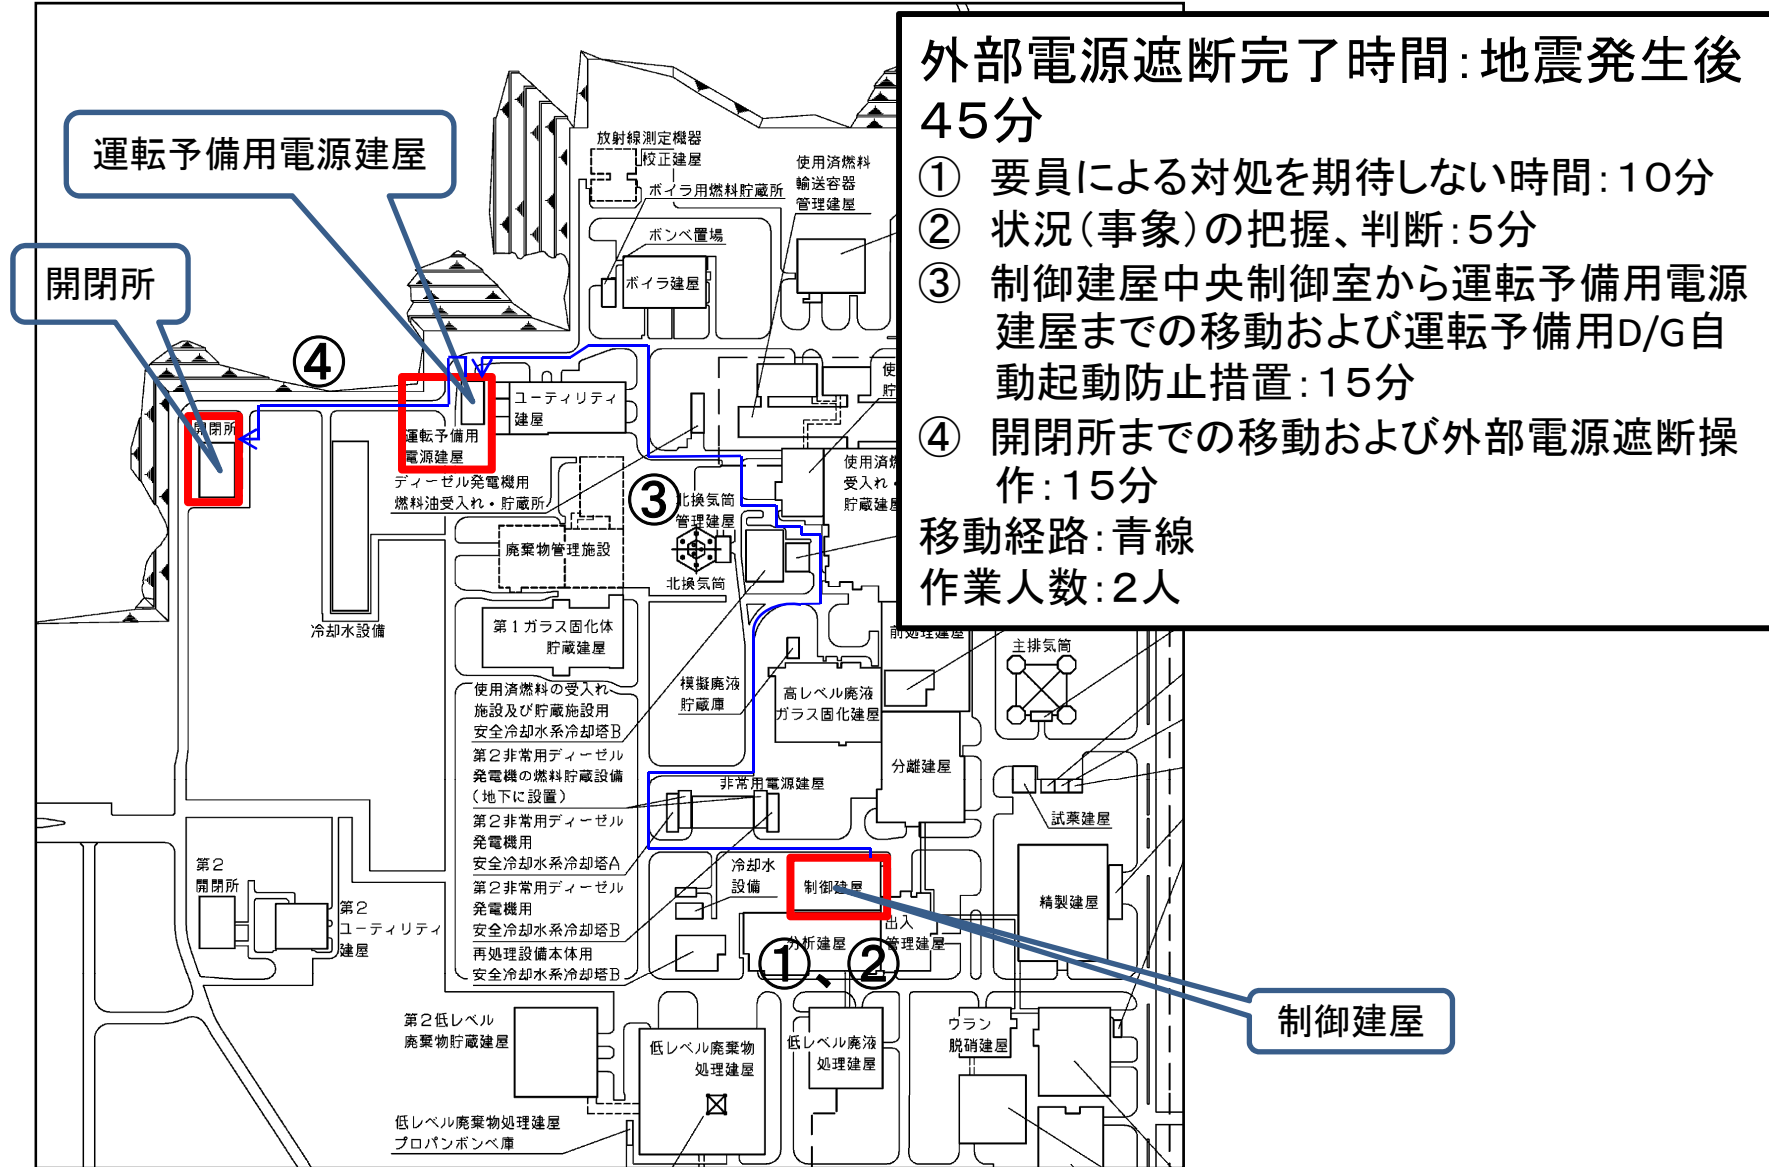 外部電源遮断完了時間：地震発生後
４５分
① 要員による対処を期待しない時間：１０分
② 状況（事象）の把握、判断：５分
③ 制御建屋中央制御室から運転予備用電源
建屋までの移動および運転予備用D/G自
動起動防止措置：１５分
④ 開閉所までの移動および外部電源遮断操
作：１５分
移動経路：青線
作業人数：２人
運転予備用電源建屋
開閉所
制御建屋
④
③
①、②
放射線測定機器
校正建屋
ボイラ用燃料貯蔵所
ボンベ置場
ボイラ建屋
使用済燃料
輸送容器
管理建屋
ユーティリティ
建屋
開閉所
運転予備用
電源建屋
ディーゼル発電機用
燃料油受入れ・貯蔵所
使
貯
使用済燃
受入れ・
貯蔵建屋
北換気筒
管理建屋
北換気筒
廃棄物管理施設
冷却水設備
第１ガラス固化体
貯蔵建屋
前処理建屋
主排気筒
模擬廃液
貯蔵庫
高レベル廃液
ガラス固化建屋
使用済燃料の受入れ
施設及び貯蔵施設用
安全冷却水系冷却塔B
第２非常用ディーゼル
発電機の燃料貯蔵設備
（地下に設置）
第２非常用ディーゼル
発電機用
安全冷却水系冷却塔A
第２非常用ディーゼル
発電機用
安全冷却水系冷却塔B
再処理設備本体用
安全冷却水系冷却塔B
非常用電源建屋
分離建屋
試薬建屋
冷却水
設備
制御建屋
精製建屋
出入
管理建屋
分析建屋
第２
開閉所
第２
ユーティリティ
建屋
第２低レベル
廃棄物貯蔵建屋
低レベル廃棄物
処理建屋
低レベル廃液
処理建屋
ウラン
脱硝建屋
低レベル廃棄物処理建屋
プロパンボンベ庫